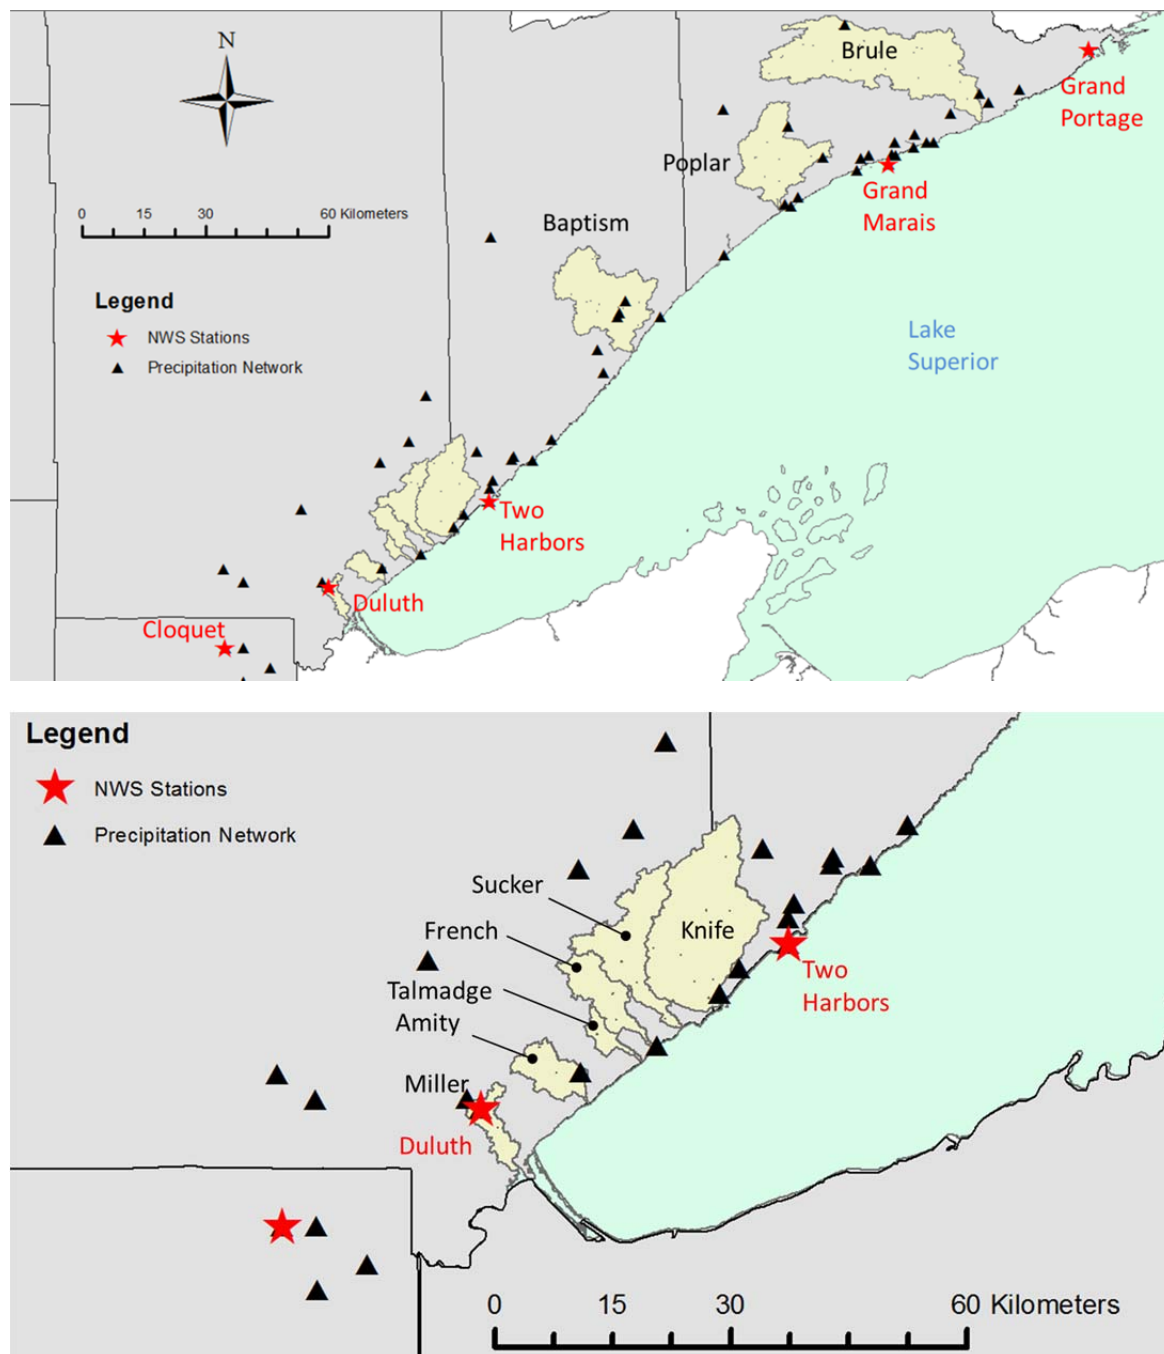 N
Brule
Grand
Portage
Poplar
Grand
Marais
0 15 30 60 Kilometers
Baptism
Legend
NWS Stations
Precipitation Network
Lake
Superior
Two
Harbors
Duluth
Cloquet
Legend
NWS Stations
Precipitation Network
Sucker
French
Knife
Talmadge
Amity
Two
Harbors
Miller
Duluth
0 15 30 60 Kilometers